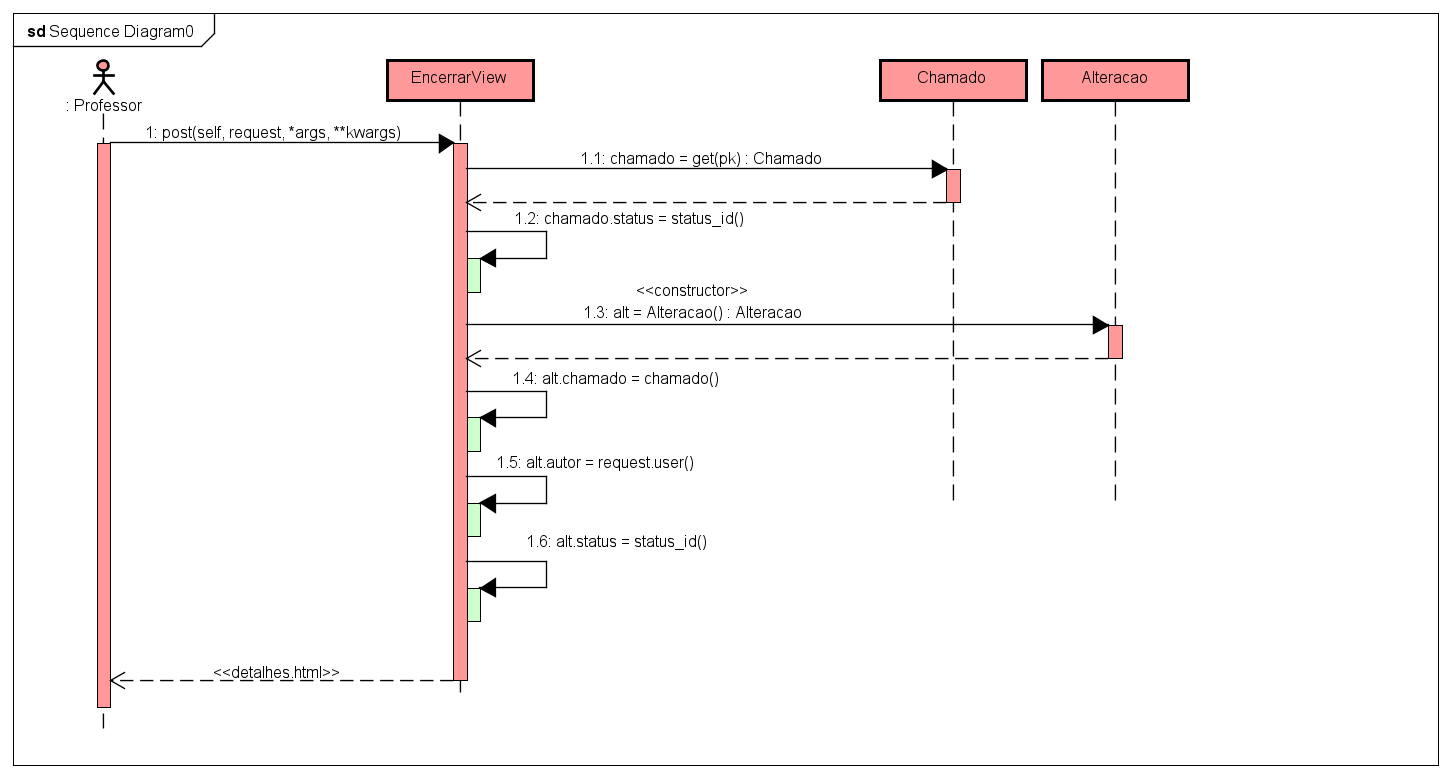 sd Sequence Diagram0
: Professor
EncerrarView
Chamado
Alteracao
1: post(self, request, *args, **kwargs)
1.1: chamado = get(pk) : Chamado
1.2: chamado.status = status_id()
<<constructor>>
1.3: alt = Alteracao() : Alteracao
1.4: alt.chamado = chamado()
1.5: alt.autor = request.user()
1.6: alt.status = status_id()
<<detalhes.html>>